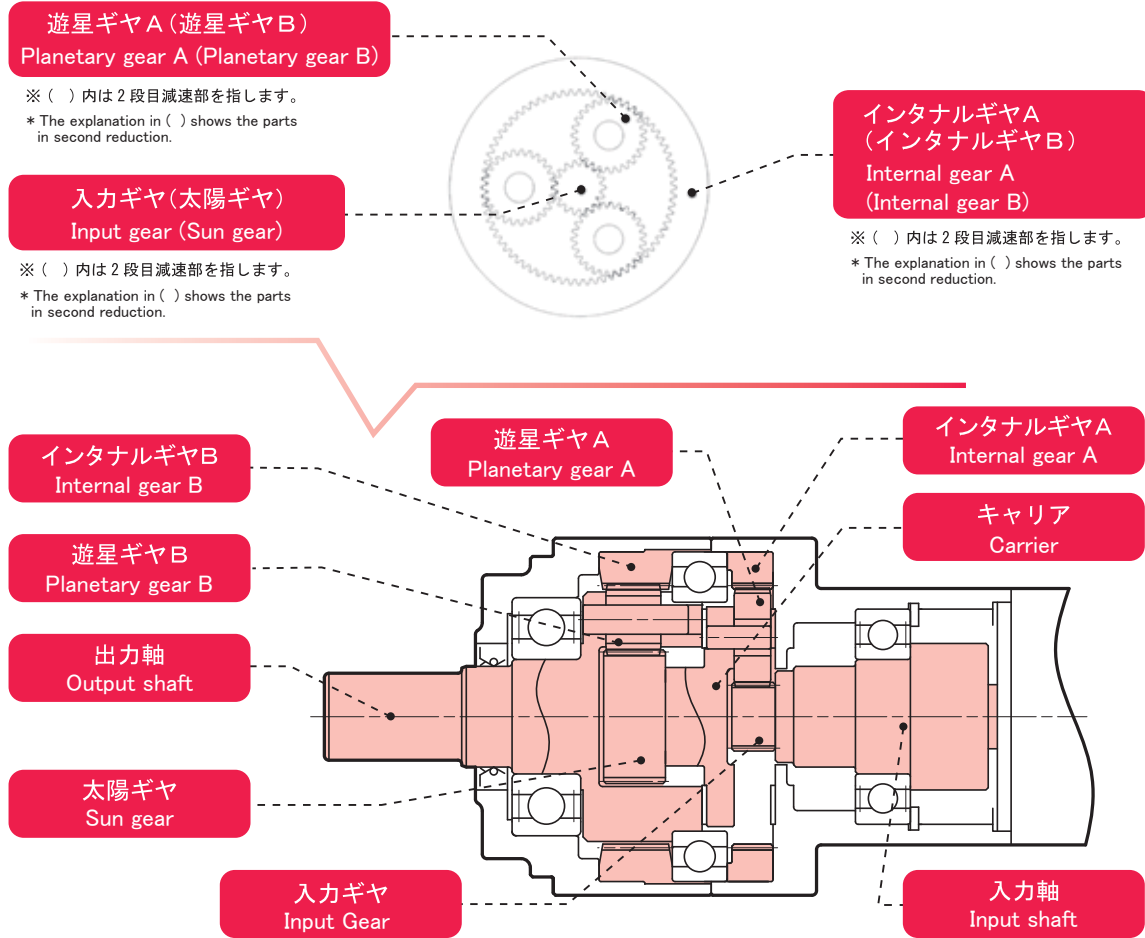 遊星ギヤA(遊星ギヤB)
Planetary gear A (Planetary gear B)
※( )内は2段目減速部を指します。
* The explanation in ( ) shows the parts
in second reduction.
入力ギヤ(太陽ギヤ)
Input gear (Sun gear)
※( )内は2段目減速部を指します。
* The explanation in ( ) shows the parts
in second reduction.
インタナルギヤA
(インタナルギヤB)
Internal gear A
(Internal gear B)
※( )内は2段目減速部を指します。
* The explanation in ( ) shows the parts
in second reduction.
インタナルギヤB
Internal gear B
遊星ギヤA
Planetary gear A
インタナルギヤA
Internal gear A
キャリア
Carrier
遊星ギヤB
Planetary gear B
出力軸
Output shaft
太陽ギヤ
Sun gear
入力ギヤ
Input Gear
入力軸
Input shaft